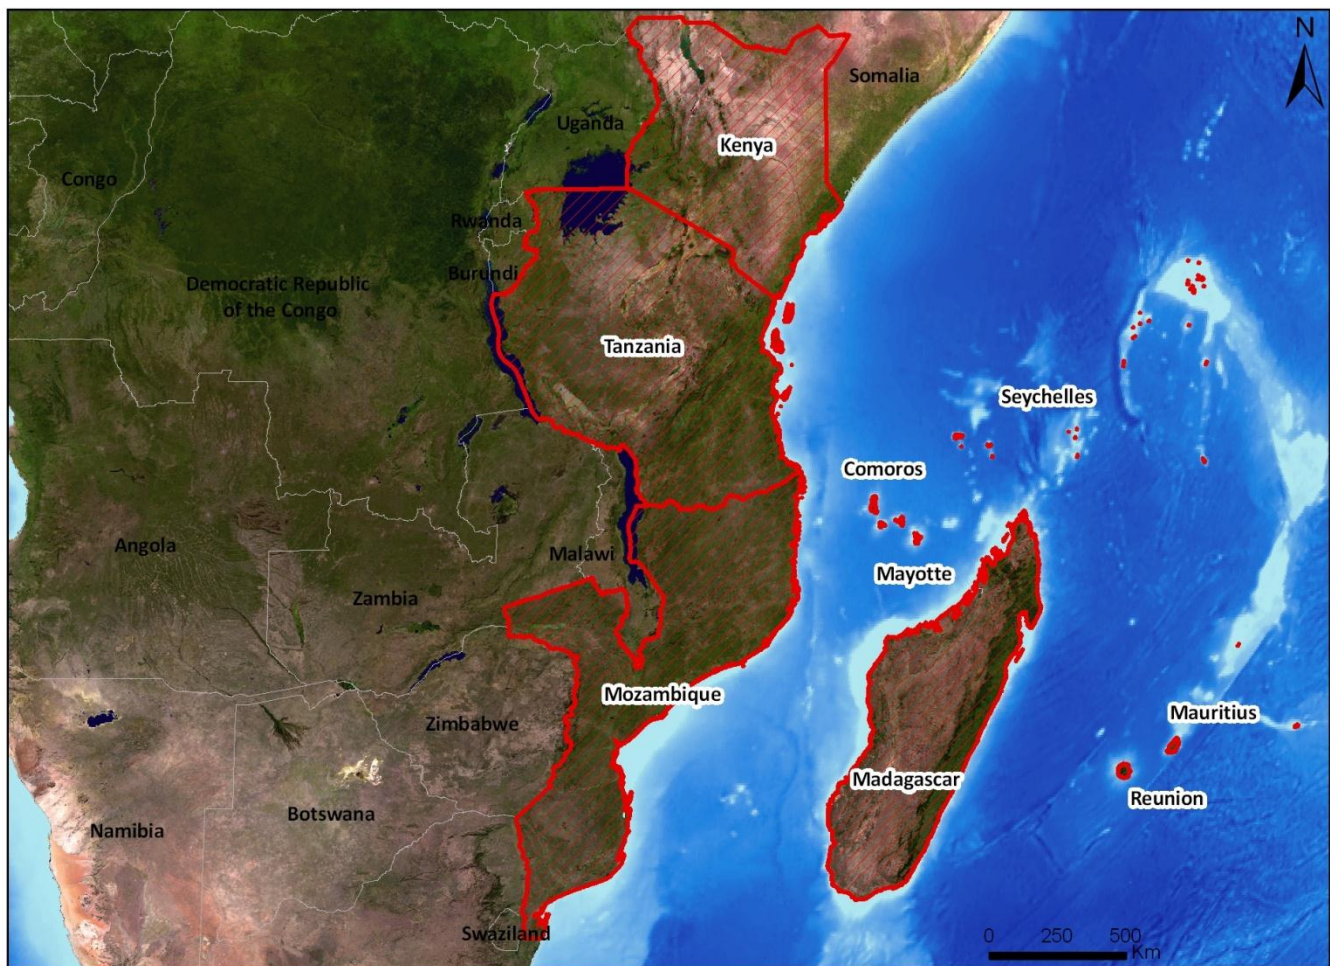 N
Somalia
Uganda
Kenya
Congo
Rwanda
Burundi
Democratic Republic
of the Congo
Tanzania
Seychelles
Comoros
Angola
Malawi
Mayotte
Zambia
Mozambique
Zimbabwe
Mauritius
Madagascar
Reunion
Botswana
Namibia
Swaziland
0 250 500
Km